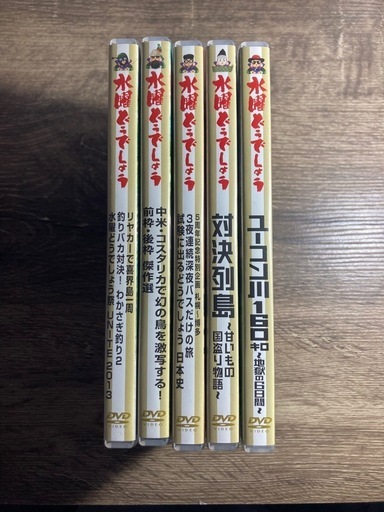 水曜どうでしょう
リヤカーで喜界島一周
釣りバカ対決!わかさぎ釣り2
水曜どうでしょう祭 UNITE 2013
DVD
VIDEO
水曜どうでしょう
中米・コスタリカで幻の鳥を激写する!
前枠・後枠 傑作選
DVD
VIDEO
水曜どうでしょう
5周年記念特別企画 札幌~博多
3夜連続深夜バスだけの旅
試験に出るどうでしょう 日本史
DVD
VIDEO
水曜どうでしょう
対決列島
~甘いもの
国盗り物語~
DVD
VIDEO
水曜どうでしょう
ユーコン川160キロ
~地獄の6日間~
DVD
VIDEO